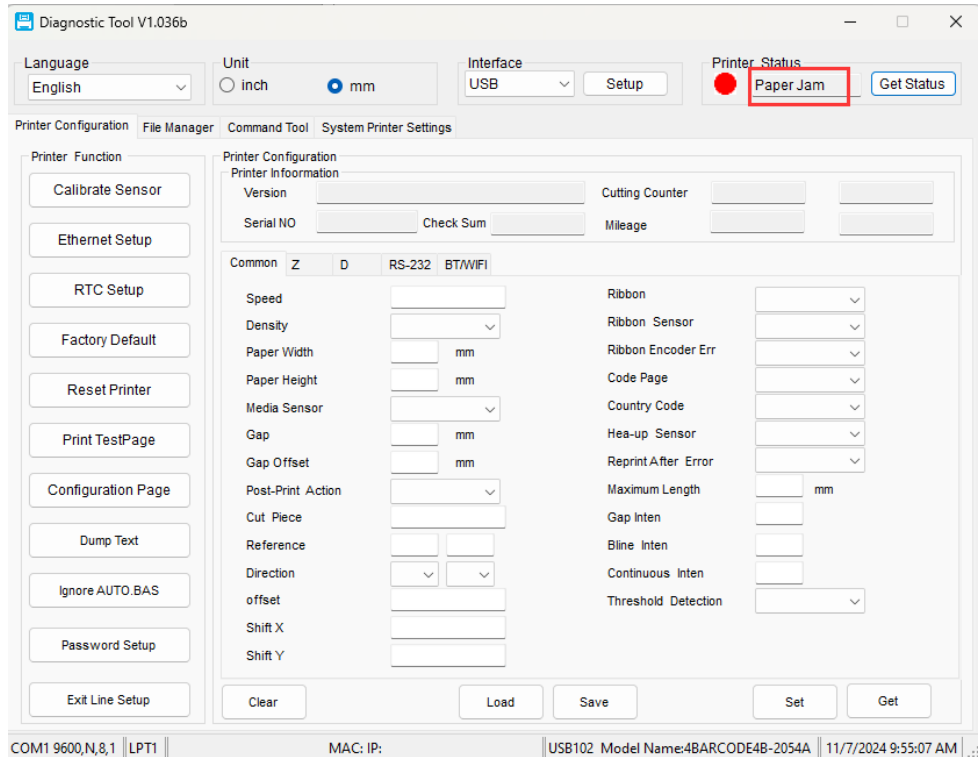 Diagnostic Tool V1.036b
Language
Unit
Interface
Printer Status
English
inch
mm
USB
Setup
Paper Jam
Get Status
Printer Configuration
File Manager
Command Tool
System Printer Settings
Printer Function
Calibrate Sensor
Ethernet Setup
RTC Setup
Factory Default
Reset Printer
Print TestPage
Configuration Page
Dump Text
Ignore AUTO.BAS
Password Setup
Exit Line Setup
Printer Configuration
Printer Infoormation
Version
Cutting Counter
Serial NO
Check Sum
Mileage
Common
Z
D
RS-232
BT/WIFI
Speed
Density
Paper Width
mm
Paper Height
mm
Media Sensor
Gap
mm
Gap Offset
mm
Post-Print Action
Cut Piece
Reference
Direction
offset
Shift X
Shift Y
Ribbon
Ribbon Sensor
Ribbon Encoder Err
Code Page
Country Code
Hea-up Sensor
Reprint After Error
Maximum Length
mm
Gap Inten
Bline Inten
Continuous Inten
Threshold Detection
Clear
Load
Save
Set
Get
COM1 9600,N,8,1
LPT1
MAC: IP:
USB102 Model Name:4BARCODE4B-2054A
11/7/2024 9:55:07 AM